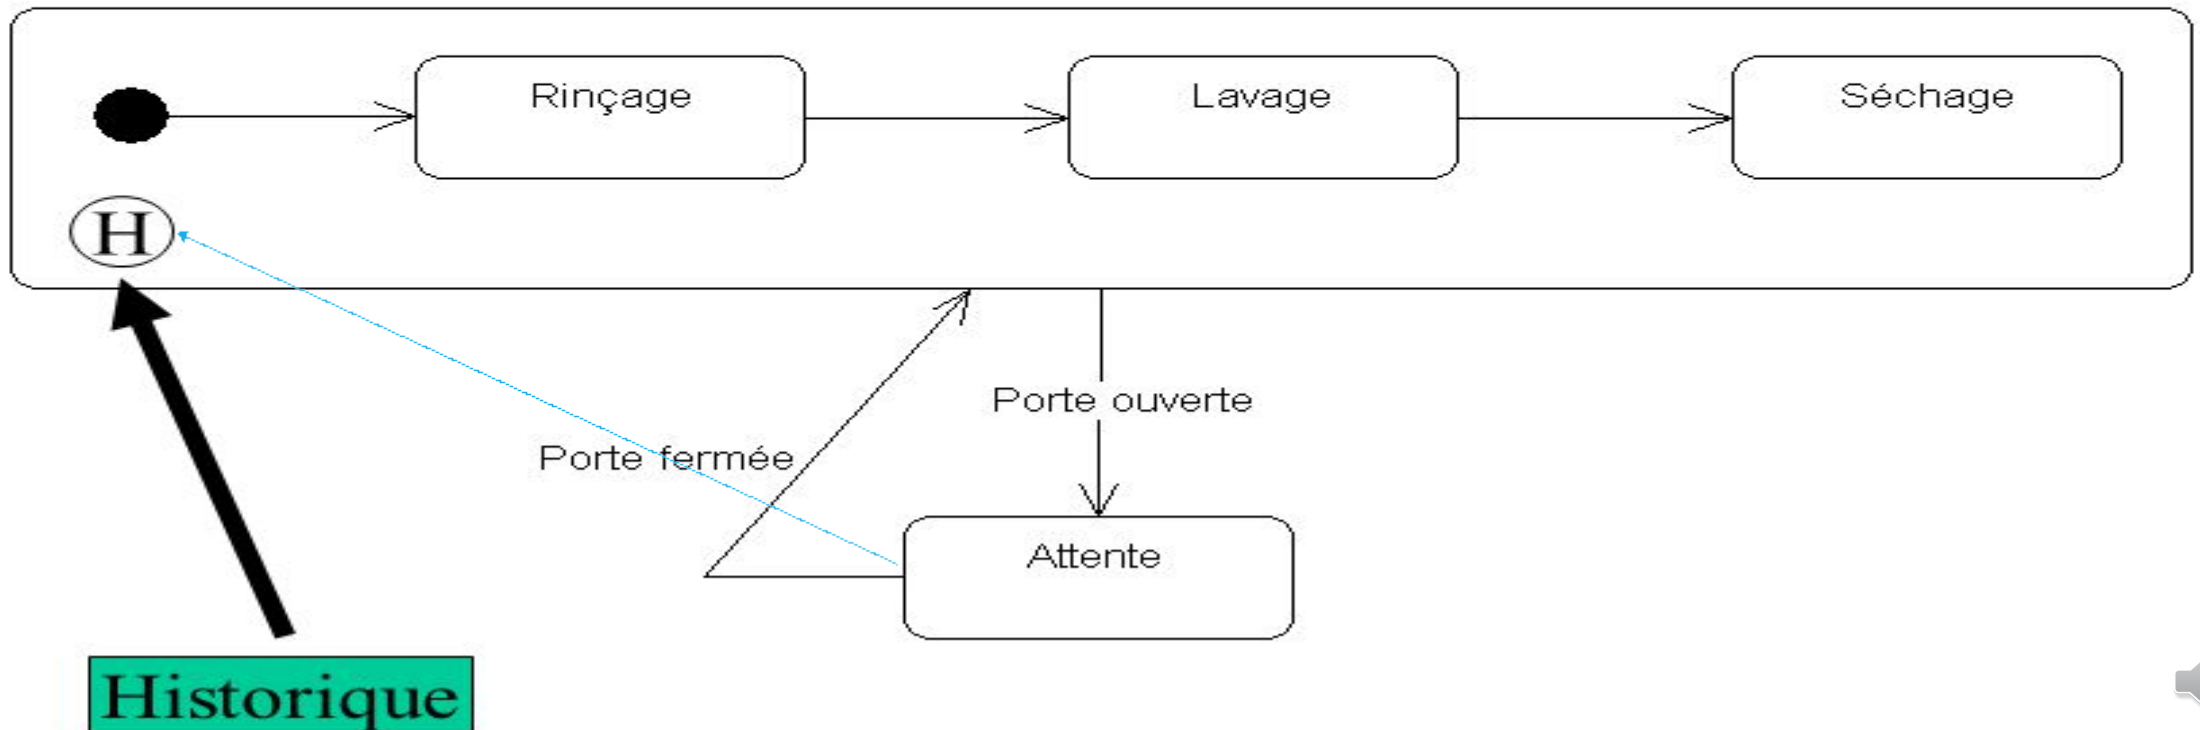 Rinçage
Lavage
Séchage
H
Porte ouverte
Porte fermée
Attente
Historique